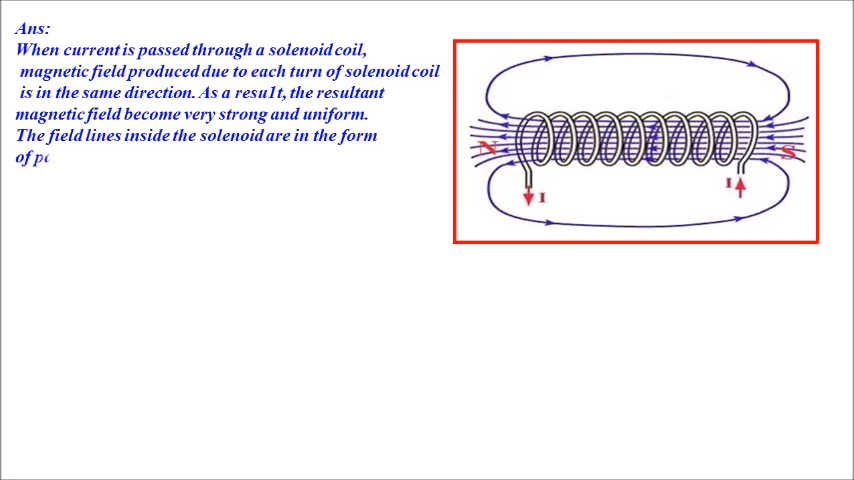 Ans:
When current is passed through a solenoid coil,
magnetic field produced due to each turn of solenoid coil
is in the same direction. As a resu1t, the resultant
magnetic field become very strong and uniform.
The field lines inside the solenoid are in the form
of
N
S
I
I